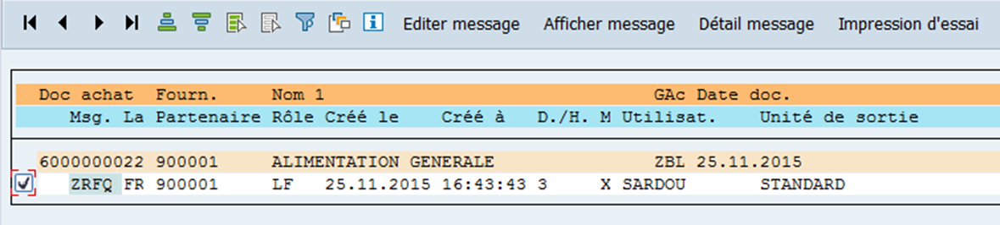 Editer message Afficher message Détail message Impression d'essai
Doc achat Fourn. Nom 1 GAc Date doc.
Msg. La Partenaire Rôle Créé le Créé à D./H. M Utilisat. Unité de sortie
6000000022 900001 ALIMENTATION GENERALE ZBL 25.11.2015
ZRFQ FR 900001 LF 25.11.2015 16:43:43 3 X SARDOU STANDARD